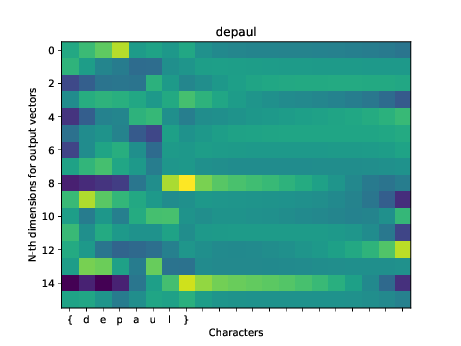 depaul
N-th dimensions for output vectors
0
2
4
6
8
10
12
14
{ d e p a u l }
Characters